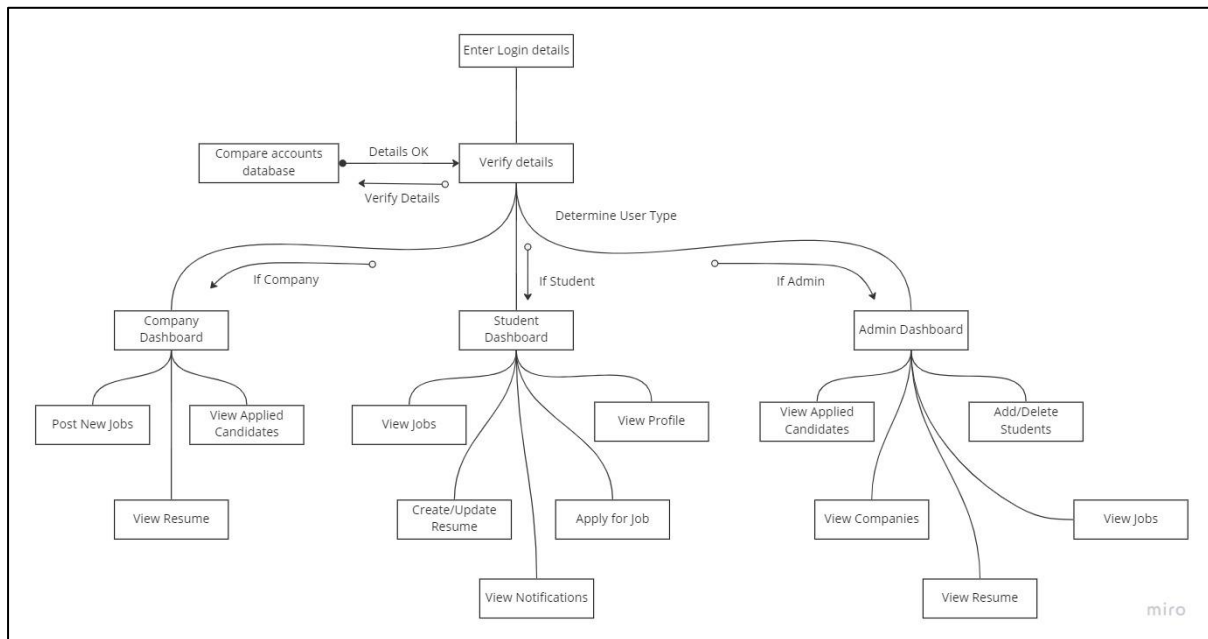 Enter Login details
Compare accounts
database
Details OK
Verify details
Verify Details
Determine User Type
If Company
If Student
If Admin
Company
Dashboard
Student
Dashboard
Admin Dashboard
Post New Jobs
View Applied
Candidates
View Jobs
View Profile
View Applied
Candidates
Add/Delete
Students
View Resume
Create/Update
Resume
Apply for Job
View Companies
View Jobs
View Notifications
View Resume
miro